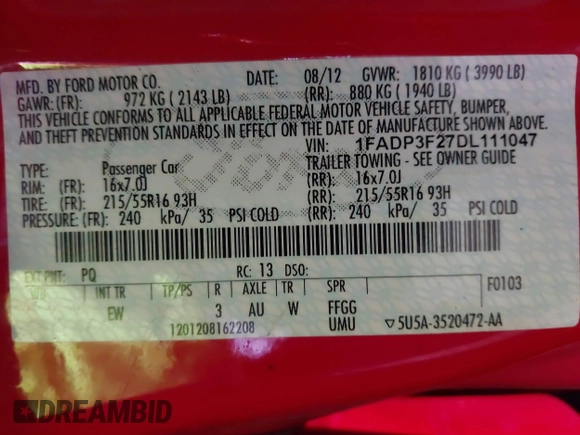 MFD. BY FORD MOTOR CO. DATE: 08/12 GVWR: 1810 KG ( 3990 LB)
GAWR: (FR): 972 KG ( 2143 LB) (RR): 880 KG ( 1940 LB)
THIS VEHICLE CONFORMS TO ALL APPLICABLE FEDERAL MOTOR VEHICLE SAFETY, BUMPER,
AND THEFT PREVENTION STANDARDS IN EFFECT ON THE DATE OF MANUFACTURE SHOWN ABOVE.
VIN: 1FADP3F27DL111047
TYPE: Passenger Car TRAILER TOWING - SEE OWNER GUIDE
RIM: (FR): 16x7.0J (RR): 16x7.0J
TIRE: (FR): 215/55R16 93H (RR): 215/55R16 93H
PRESSURE: (FR): 240 kPa/ 35 PSI COLD (RR): 240 kPa/ 35 PSI COLD
EXT PNT: PQ RC: 13 DSO:
INT TR TP/PS R AXLE TR SPR F0103
EW 3 AU W FFGG
1201208162208 UMU ▽5U5A-3520472-AA
DREAMBID